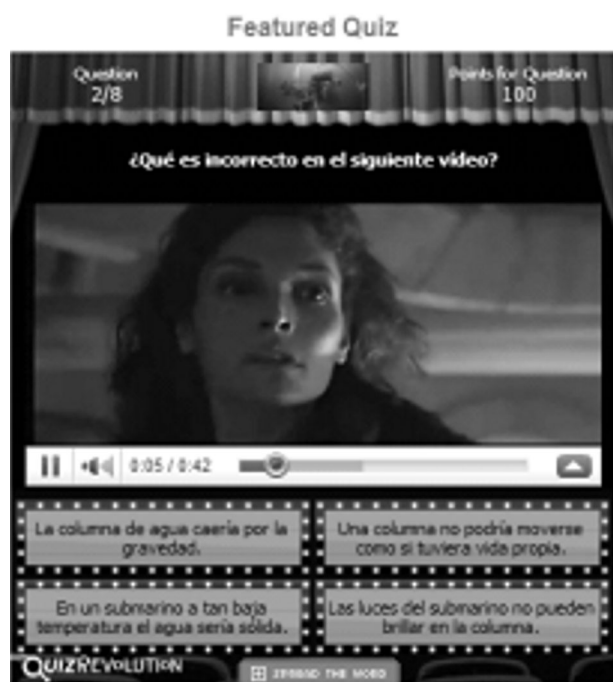 Featured Quiz
Question
2/8
Points for Question
100
¿Qué es incorrecto en el siguiente vídeo?
0:05 / 0:42
La columna de agua caería por la
gravedad.
Una columna no podría moverse
como si tuviera vida propia.
En un submarino a tan baja
temperatura el agua sería sólida.
Las luces del submarino no pueden
brillar en la columna.
QUIZREVOLUTION
SPREAD THE WORD